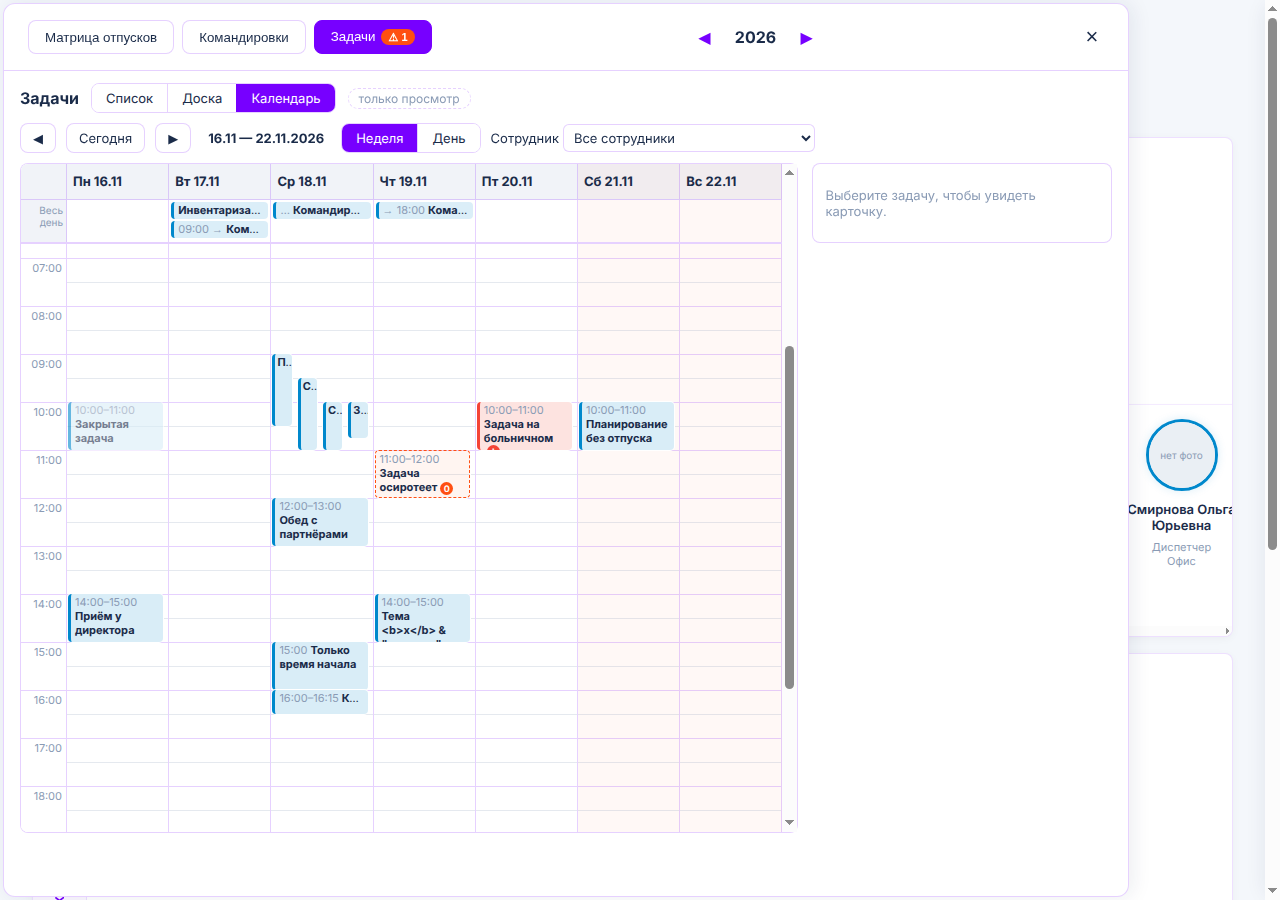 Матрица отпусков
Командировки
Задачи ⚠ 1
◀ 2026 ▶
×
Задачи
Список
Доска
Календарь
только просмотр
◀
Сегодня
▶
16.11 — 22.11.2026
Неделя
День
Сотрудник
Все сотрудники
Пн 16.11
Вт 17.11
Ср 18.11
Чт 19.11
Пт 20.11
Сб 21.11
Вс 22.11
Весь
день
Инвентариза...
09:00 → Ком...
... Командир...
→ 18:00 Кома...
Выберите задачу, чтобы увидеть
карточку.
07:00
08:00
09:00
П...
С...
10:00
10:00–11:00
Закрытая
задача
С...
З...
10:00–11:00
Задача на
больничном
10:00–11:00
Планирование
без отпуска
11:00
11:00–12:00
Задача
осиротеет
12:00
12:00–13:00
Обед с
партнёрами
13:00
14:00
14:00–15:00
Приём у
директора
14:00–15:00
Тема
&lt;b&gt;x&lt;/b&gt; &amp;
15:00
15:00 Только
время начала
16:00
16:00–16:15 К...
17:00
18:00
нет фото
Смирнова Ольга
Юрьевна
Диспетчер
Офис